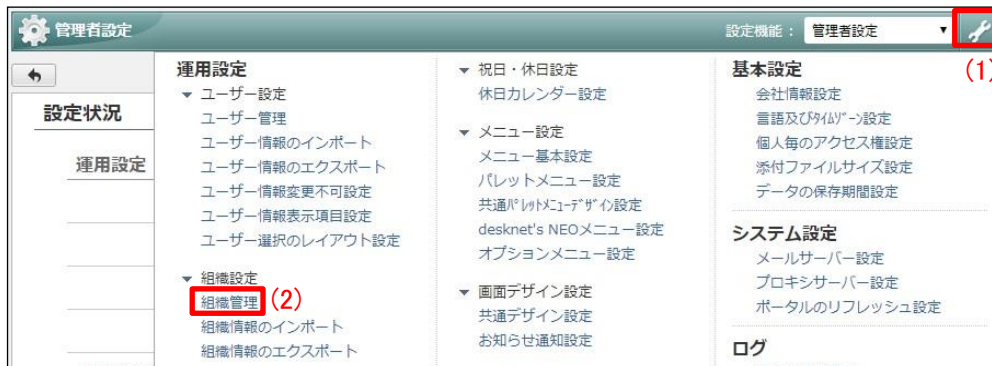 管理者設定
設定機能： 管理者設定
(1)
設定状況
運用設定
運用設定
ユーザー設定
ユーザー管理
ユーザー情報のインポート
ユーザー情報のエクスポート
ユーザー情報変更不可設定
ユーザー情報表示項目設定
ユーザー選択のレイアウト設定
組織設定
組織管理 (2)
組織情報のインポート
組織情報のエクスポート
祝日・休日設定
休日カレンダー設定
メニュー設定
メニュー基本設定
パレットメニュー設定
共通ﾊﾟﾚｯﾄﾒﾆｭｰﾃﾞｻﾞｲﾝ設定
desknet's NEOメニュー設定
オプションメニュー設定
画面デザイン設定
共通デザイン設定
お知らせ通知設定
基本設定
会社情報設定
言語及びﾀｲﾑｿﾞｰﾝ設定
個人毎のアクセス権設定
添付ファイルサイズ設定
データの保存期間設定
システム設定
メールサーバー設定
プロキシサーバー設定
ポータルのリフレッシュ設定
ログ